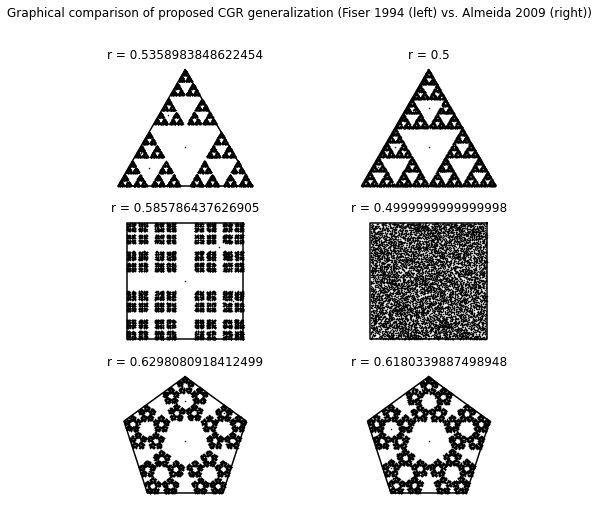 Graphical comparison of proposed CGR generalization (Fiser 1994 (left) vs. Almeida 2009 (right))
r = 0.5358983848622454
r = 0.5
r = 0.585786437626905
r = 0.4999999999999998
r = 0.6298080918412499
r = 0.6180339887498948